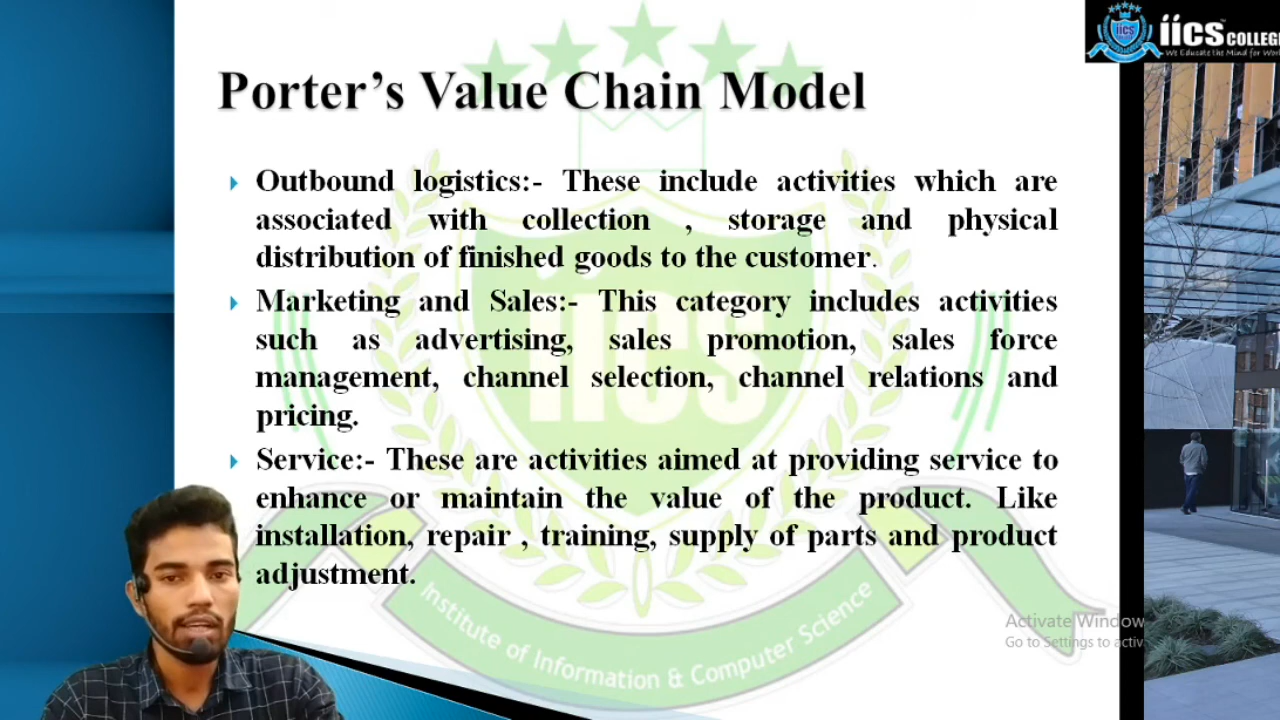 iics COLLEGE
We Educate the Mind for Wor
Porter's Value Chain Model
Outbound logistics:- These include activities which are
associated with collection , storage and physical
distribution of finished goods to the customer.
Marketing and Sales:- This category includes activities
such as advertising, sales promotion, sales force
management, channel selection, channel relations and
pricing.
Service:- These are activities aimed at providing service to
enhance or maintain the value of the product. Like
installation, repair , training, supply of parts and product
adjustment.
iics
Institute of Information & Computer Science
Activate Window
Go to Settings to activ